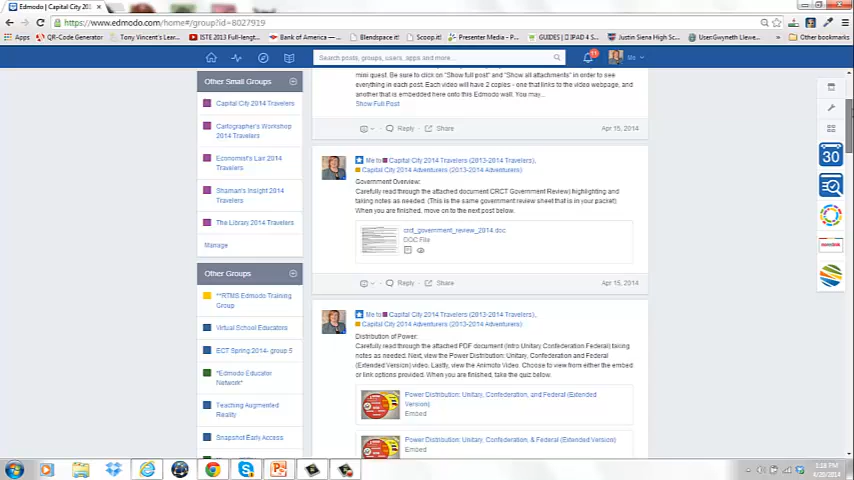 Edmodo | Capital City 201
https://www.edmodo.com/home#/group?id=8027919
Apps
QR-Code Generator
Tony Vincent's Learn
ISTE 2013 Full-lengt...
Bank of America —
Blendspace it!
Scoop it!
Presenter Media - P...
GUIDES | IPAD 4 S...
Justin Siena High S...
User:Gwyneth Llewe...
Other bookmarks
Search posts, groups, users, apps and more...
11
Ms
Other Small Groups
Capital City 2014 Travelers
Cartographer's Workshop
2014 Travelers
Economist's Lair 2014
Travelers
Shaman's Insight 2014
Travelers
The Library 2014 Travelers
Manage
Other Groups
**RTMS Edmodo Training
Group
Virtual School Educators
ECT Spring 2014- group 5
*Edmodo Educator
Network*
Teaching Augmented
Reality
Snapshot Early Access
mini quest. Be sure to click on "Show full post" and "Show all attachments" in order to see
everything in each post. Each video will have 2 copies - one that links to the video webpage, and
another that is embedded here onto this Edmodo wall. You may...
Show Full Post
Reply
Share
Apr 15, 2014
Me to Capital City 2014 Travelers (2013-2014 Travelers),
Capital City 2014 Adventurers (2013-2014 Adventurers)
Government Overview:
Carefully read through the attached document CRCT Government Review) highlighting and
taking notes as needed. (This is the same government review sheet that is in your packet)
When you are finished, move on to the next post below.
crct_government_review_2014.doc
DOC File
Reply
Share
Apr 15, 2014
Me to Capital City 2014 Travelers (2013-2014 Travelers),
Capital City 2014 Adventurers (2013-2014 Adventurers)
Distribution of Power:
Carefully read through the attached PDF document (Intro Unitary Confederation Federal) taking
notes as needed. Next, view the Power Distribution: Unitary, Confederation and Federal
(Extended Version) video. Lastly, view the Animoto Video. Choose to view from either the embed
or link options provided. When you are finished, take the quiz below.
Power Distribution: Unitary, Confederation, and Federal (Extended
Version)
Embed
Power Distribution: Unitary, Confederation, & Federal (Extended Version)
Embed
30
1:18 PM
4/20/2014